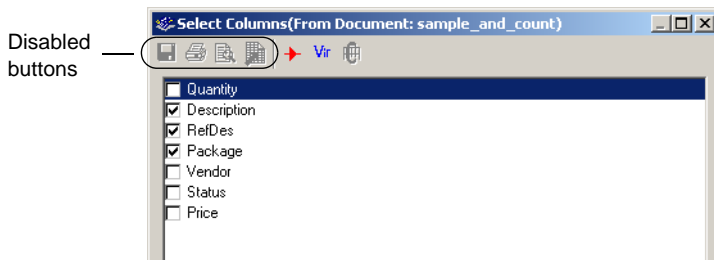 Select Columns(From Document: sample_and_count)
Disabled
buttons
Vir
Quantity
Description
RefDes
Package
Vendor
Status
Price